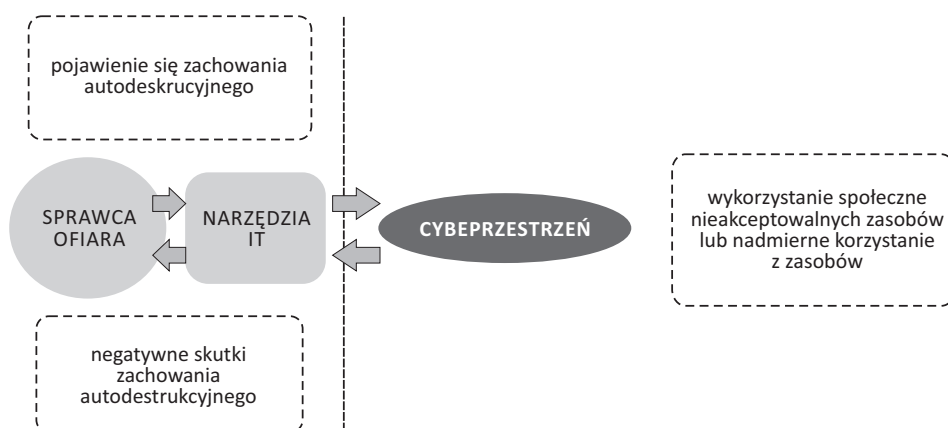 pojawienie się zachowania
autodeskrucyjnego
SPRAWCA
OFIARA
NARZĘDZIA
IT
CYBEPRZESTRZEŃ
wykorzystanie społeczne
nieakceptowalnych zasobów
lub nadmierne korzystanie
z zasobów
negatywne skutki
zachowania
autodestrukcyjnego